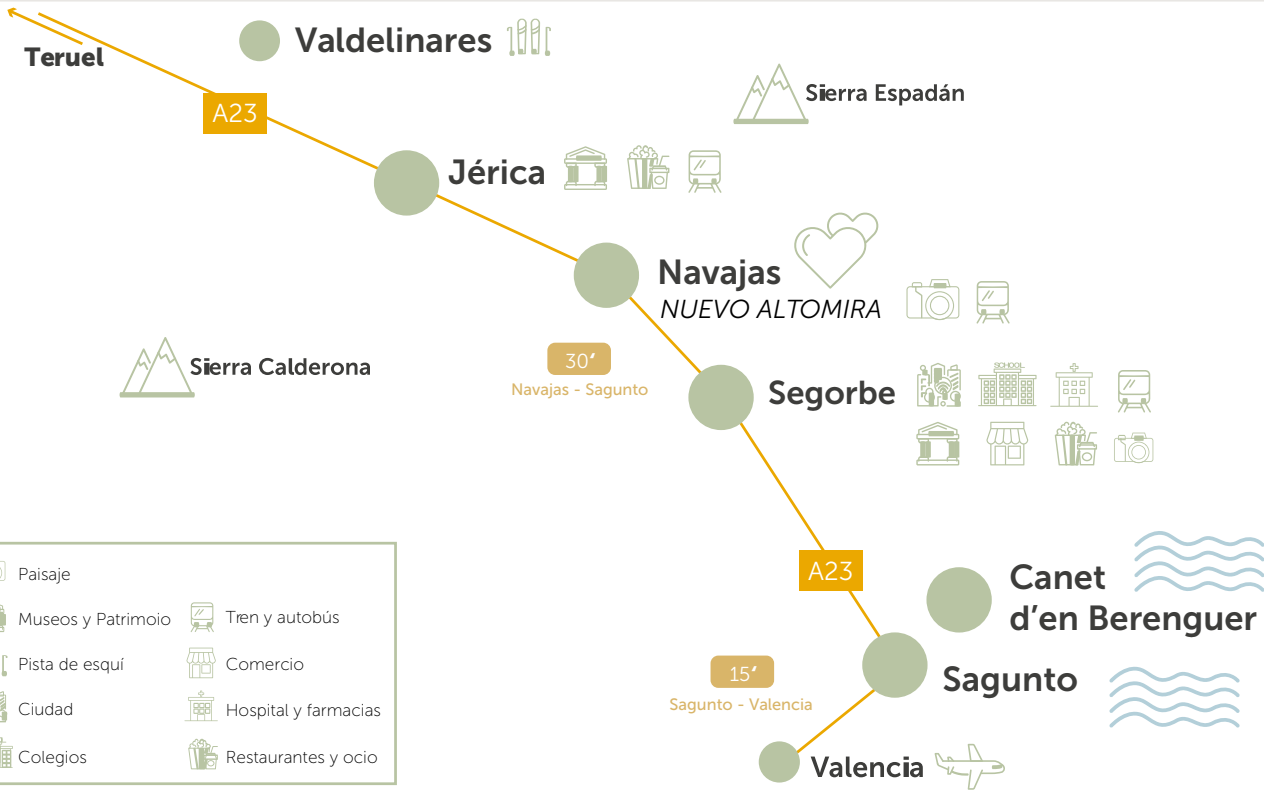 Teruel
Valdelinares
A23
Sierra Espadán
Jérica
Navajas
NUEVO ALTOMIRA
30’
Navajas - Sagunto
Sierra Calderona
Segorbe
SCHOOL
A23
Canet
d’en Berenguer
Sagunto
15’
Sagunto - Valencia
Valencia
Paisaje
Museos y Patrimoio
Tren y autobús
Pista de esquí
Comercio
Ciudad
Hospital y farmacias
Colegios
Restaurantes y ocio